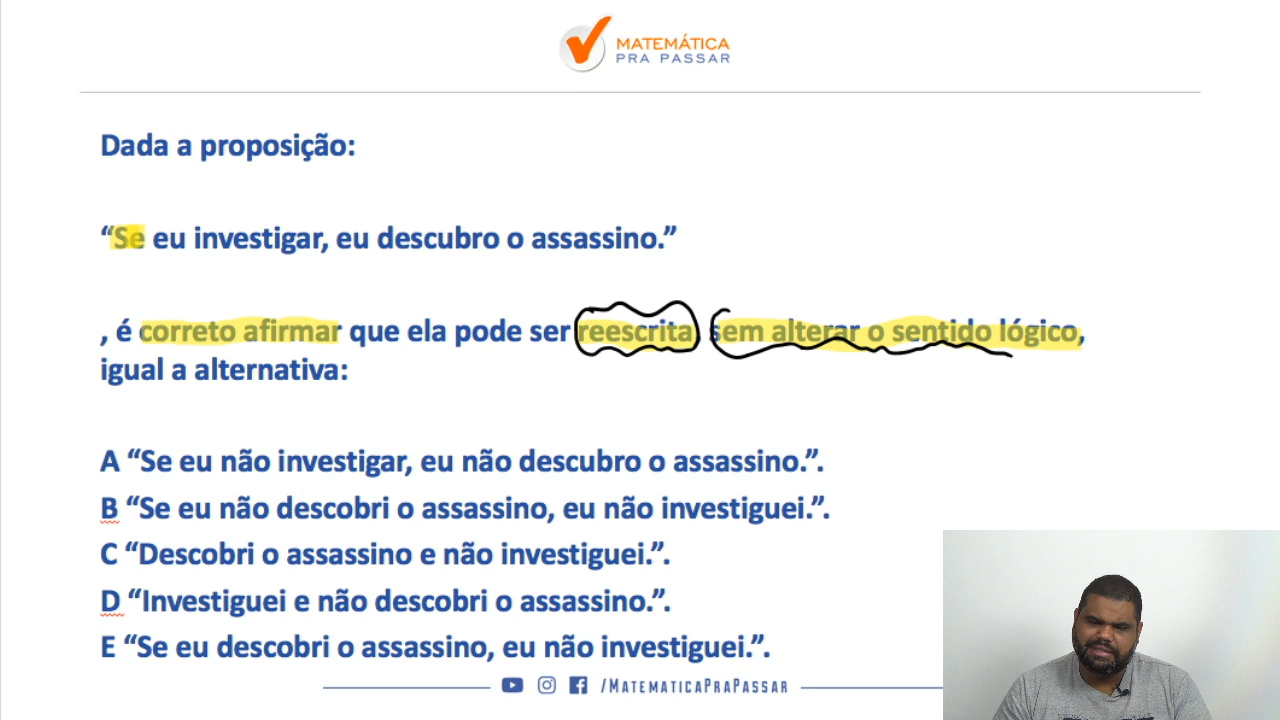 MATEMÁTICA
PRA PASSAR
Dada a proposição:
“Se eu investigar, eu descubro o assassino.”
, é correto afirmar que ela pode ser reescrita, sem alterar o sentido lógico,
igual a alternativa:
A “Se eu não investigar, eu não descubro o assassino.”.
B “Se eu não descobri o assassino, eu não investiguei.”.
C “Descobri o assassino e não investiguei.”.
D “Investiguei e não descobri o assassino.”.
E “Se eu descobri o assassino, eu não investiguei.”.
/MATEMATICAPRAPASSAR